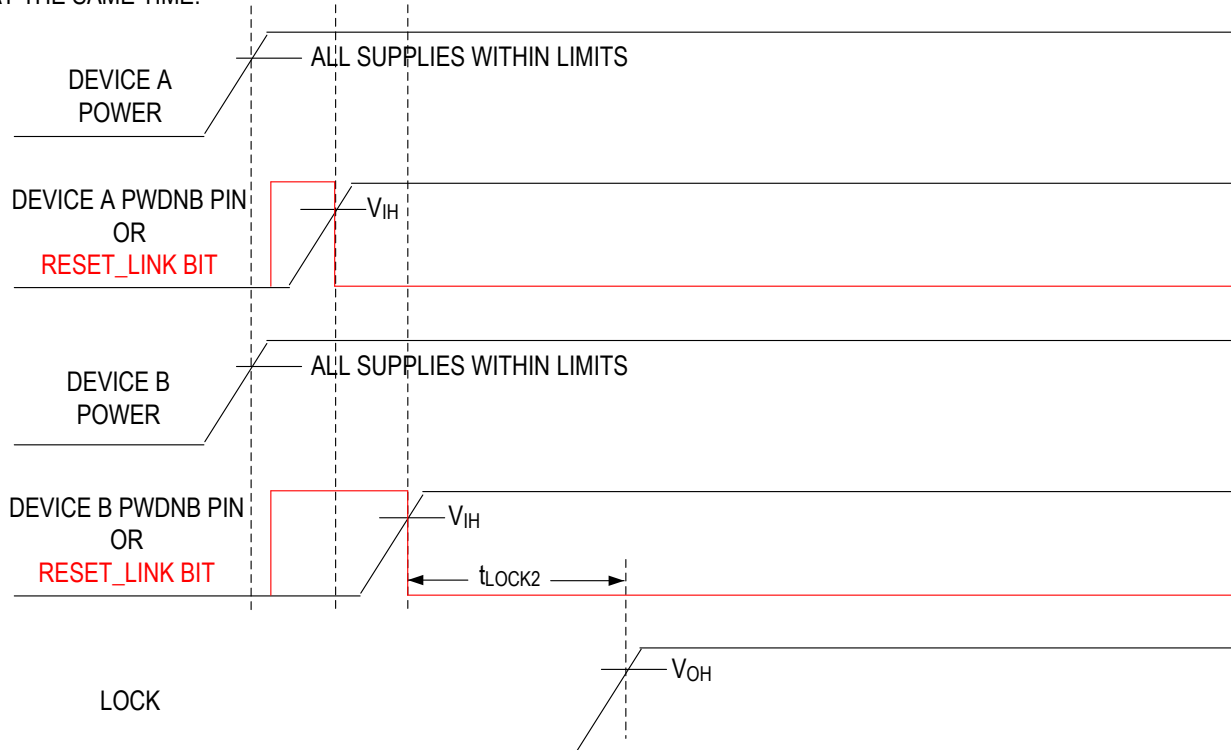 AT THE SAME TIME.
ALL SUPPLIES WITHIN LIMITS
DEVICE A
POWER
DEVICE A PWDNB PIN
OR
RESET_LINK BIT
VIH
ALL SUPPLIES WITHIN LIMITS
DEVICE B
POWER
DEVICE B PWDNB PIN
OR
RESET_LINK BIT
VIH
tLOCK2
VOH
LOCK